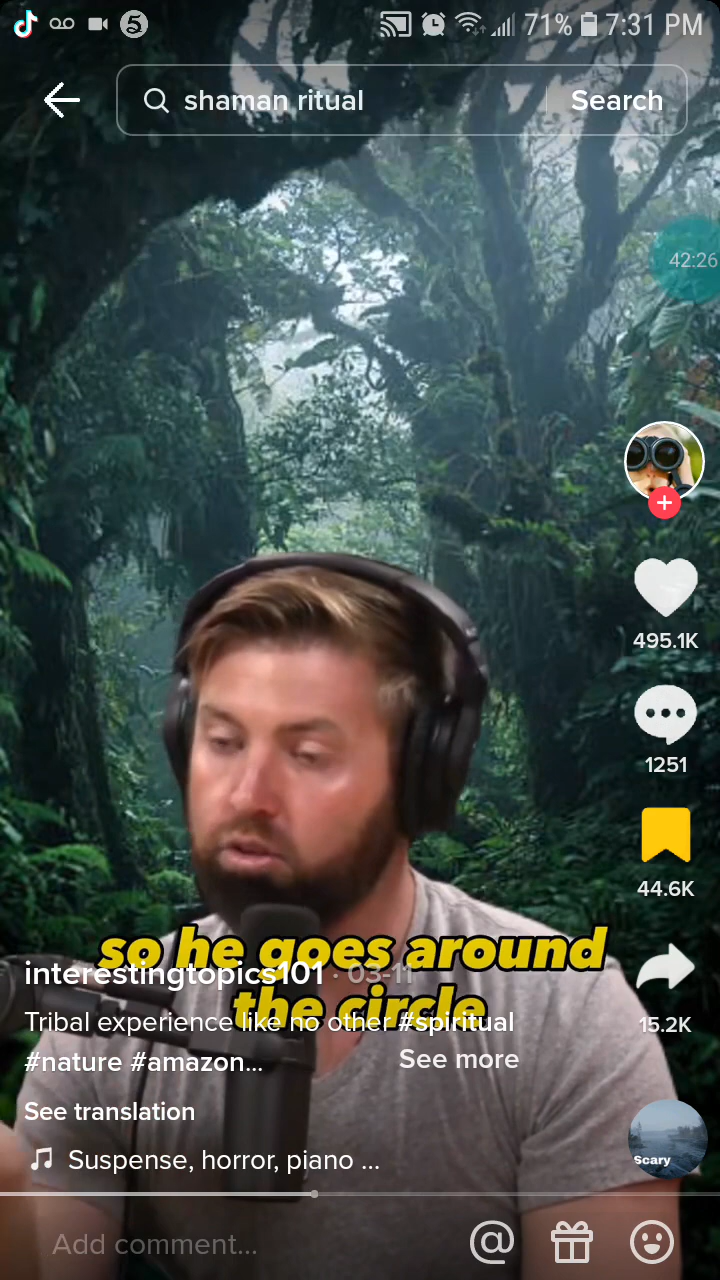 71% 7:31 PM
shaman ritual Search
42:26
495.1K
1251
44.6K
so he goes around
the circle
interestingtopics101 · 03-11
15.2K
Tribal experience like no other #spiritual
#nature #amazon... See more
See translation
Scary
Suspense, horror, piano ...
Add comment...